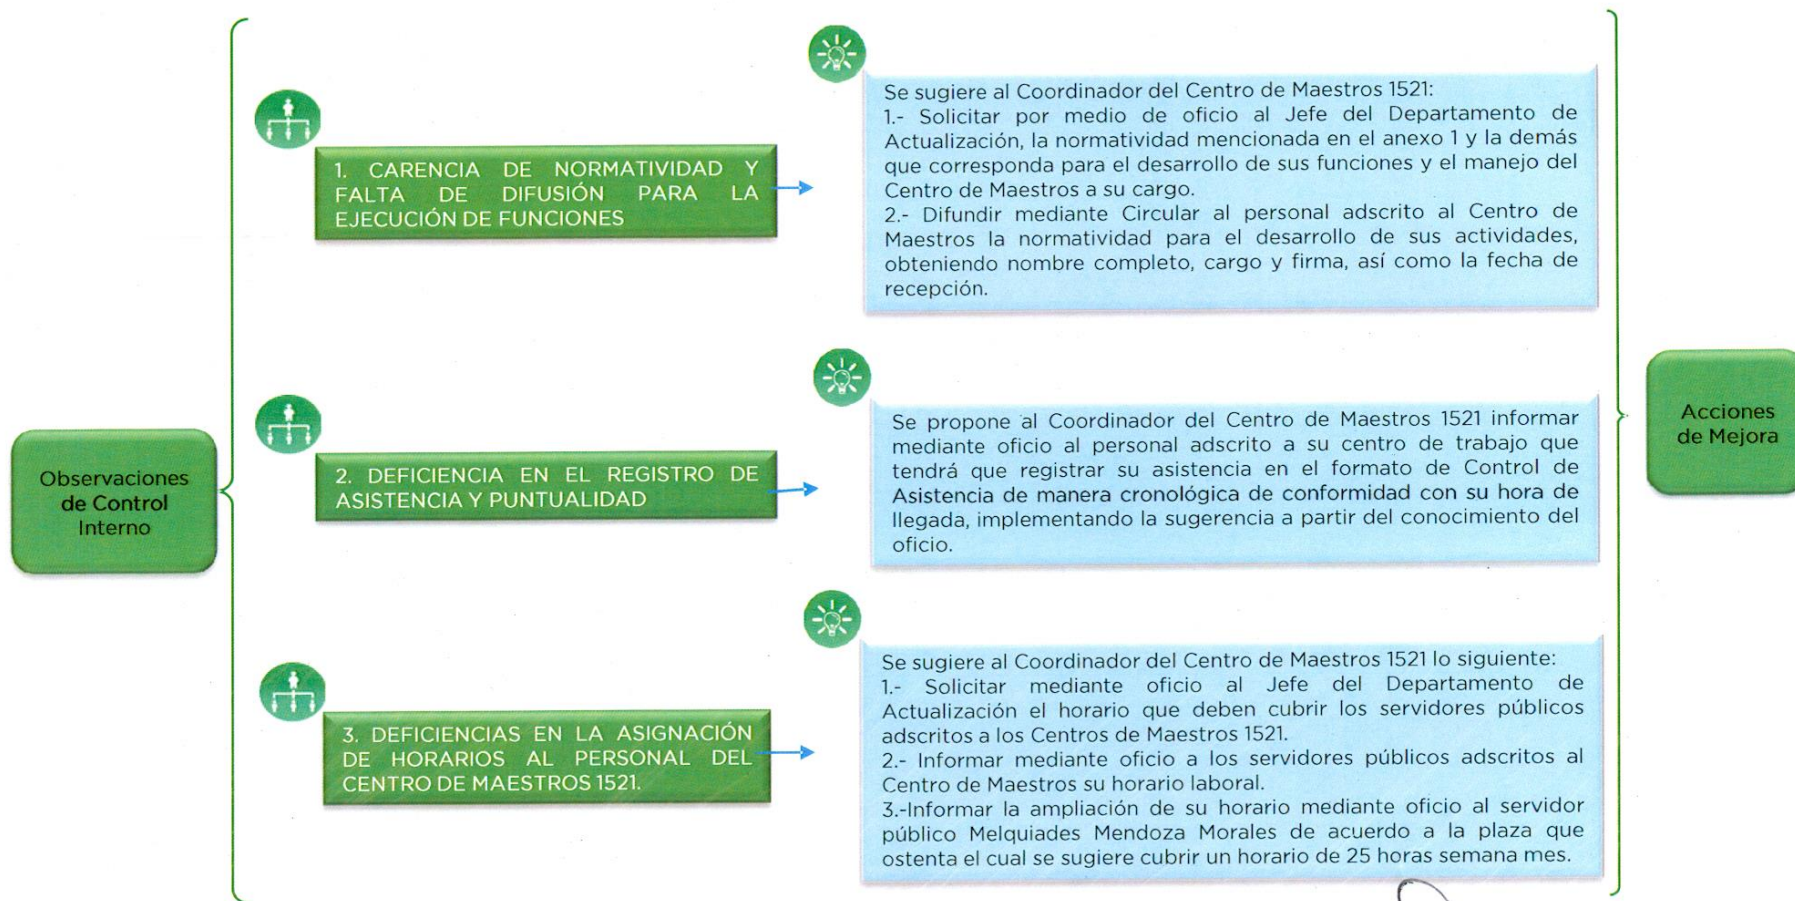 Observaciones
de Control
Interno
1. CARENCIA DE NORMATIVIDAD Y
FALTA DE DIFUSIÓN PARA LA
EJECUCIÓN DE FUNCIONES
Se sugiere al Coordinador del Centro de Maestros 1521:
1.- Solicitar por medio de oficio al Jefe del Departamento de
Actualización, la normatividad mencionada en el anexo 1 y la demás
que corresponda para el desarrollo de sus funciones y el manejo del
Centro de Maestros a su cargo.
2.- Difundir mediante Circular al personal adscrito al Centro de
Maestros la normatividad para el desarrollo de sus actividades,
obteniendo nombre completo, cargo y firma, así como la fecha de
recepción.
2. DEFICIENCIA EN EL REGISTRO DE
ASISTENCIA Y PUNTUALIDAD
Se propone al Coordinador del Centro de Maestros 1521 informar
mediante oficio al personal adscrito a su centro de trabajo que
tendrá que registrar su asistencia en el formato de Control de
Asistencia de manera cronológica de conformidad con su hora de
llegada, implementando la sugerencia a partir del conocimiento del
oficio.
3. DEFICIENCIAS EN LA ASIGNACIÓN
DE HORARIOS AL PERSONAL DEL
CENTRO DE MAESTROS 1521.
Se sugiere al Coordinador del Centro de Maestros 1521 lo siguiente:
1.- Solicitar mediante oficio al Jefe del Departamento de
Actualización el horario que deben cubrir los servidores públicos
adscritos a los Centros de Maestros 1521.
2.- Informar mediante oficio a los servidores públicos adscritos al
Centro de Maestros su horario laboral.
3.-Informar la ampliación de su horario mediante oficio al servidor
público Melquiades Mendoza Morales de acuerdo a la plaza que
ostenta el cual se sugiere cubrir un horario de 25 horas semana mes.
Acciones
de Mejora